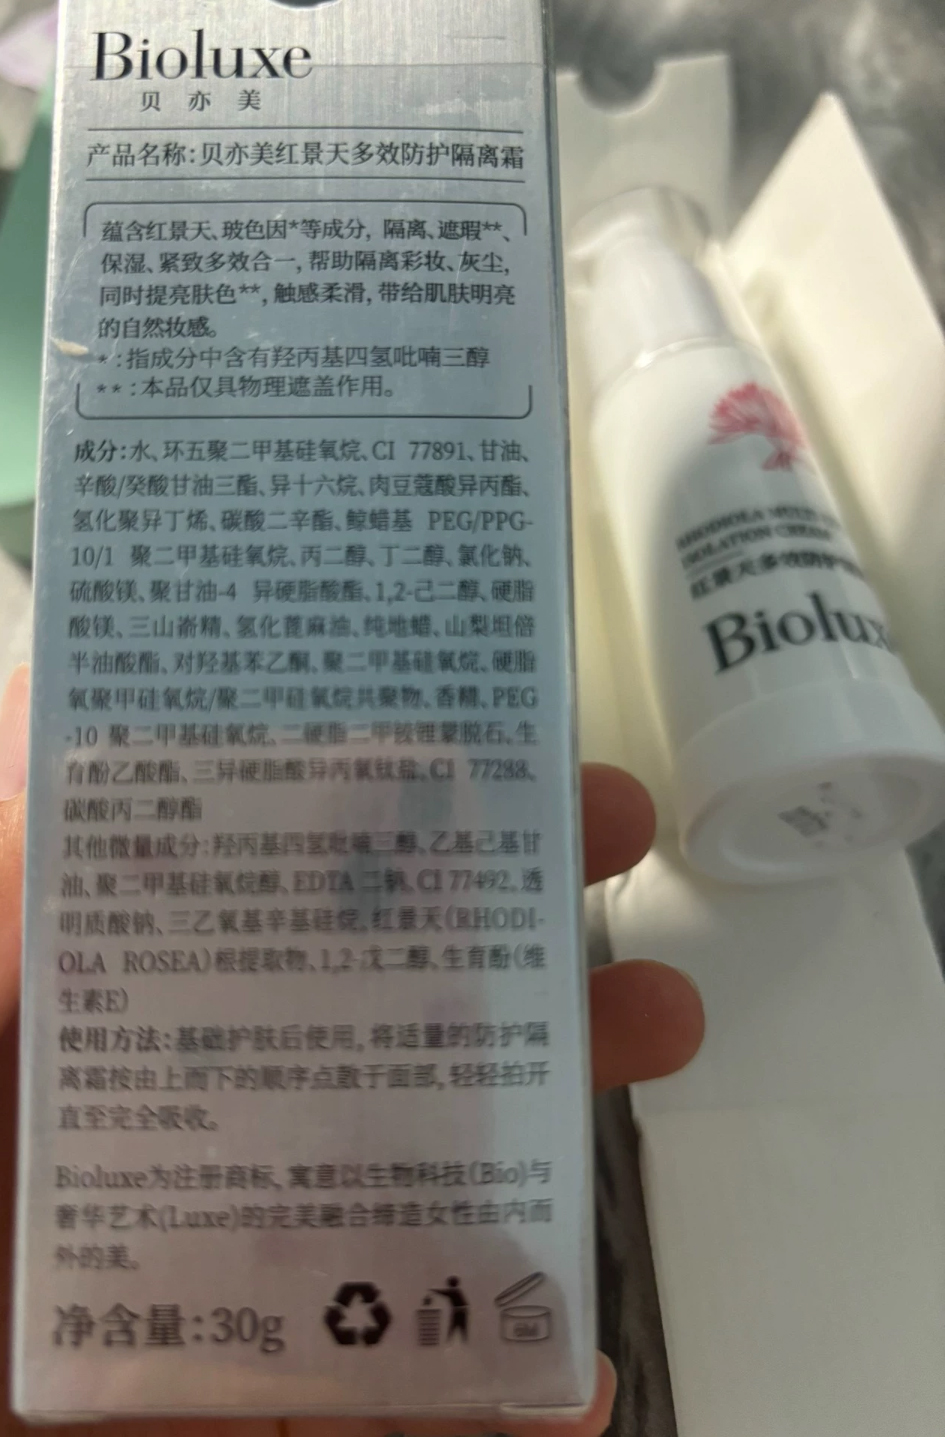 Bioluxe
贝亦美
产品名称:贝亦美红景天多效防护隔离霜
蕴含红景天、玻色因*等成分, 隔离、遮瑕**、
保湿、紧致多效合一, 帮助隔离彩妆、灰尘,
同时提亮肤色**, 触感柔滑, 带给肌肤明亮
的自然妆感。
*:指成分中含有羟丙基四氢吡喃三醇
**:本品仅具物理遮盖作用。
成分:水、环五聚二甲基硅氧烷、CI 77891、甘油、
辛酸/癸酸甘油三酯、异十六烷、肉豆蔻酸异丙酯、
氢化聚异丁烯、碳酸二辛酯、鲸蜡基 PEG/PPG-
10/1 聚二甲基硅氧烷、丙二醇、丁二醇、氯化钠、
硫酸镁、聚甘油-4 异硬脂酸酯、1,2-己二醇、硬脂
酸镁、三山嵛精、氢化蓖麻油、纯地蜡、山梨坦倍
半油酸酯、对羟基苯乙酮、聚二甲基硅氧烷、硬脂
氧聚甲硅氧烷/聚二甲硅氧烷共聚物、香精、PEG
-10 聚二甲基硅氧烷、二硬脂二甲铵锂蒙脱石、生
育酚乙酸酯、三异硬脂酸异丙氧钛盐、CI 77288、
碳酸丙二醇酯
其他微量成分:羟丙基四氢吡喃三醇、乙基己基甘
油、聚二甲基硅氧烷醇、EDTA 二钠、CI 77492、透
明质酸钠、三乙氧基辛基硅烷、红景天(RHODI-
OLA ROSEA)根提取物、1,2-戊二醇、生育酚(维
生素E)
使用方法:基础护肤后使用, 将适量的防护隔
离霜按由上而下的顺序点散于面部, 轻轻拍开
直至完全吸收。
Bioluxe为注册商标, 寓意以生物科技(Bio)与
奢华艺术(Luxe)的完美融合缔造女性由内而
外的美。
净含量:30g
6M
RHODIOLA MULTI
ISOLATION CREAM
红景天多效防护
Biolux